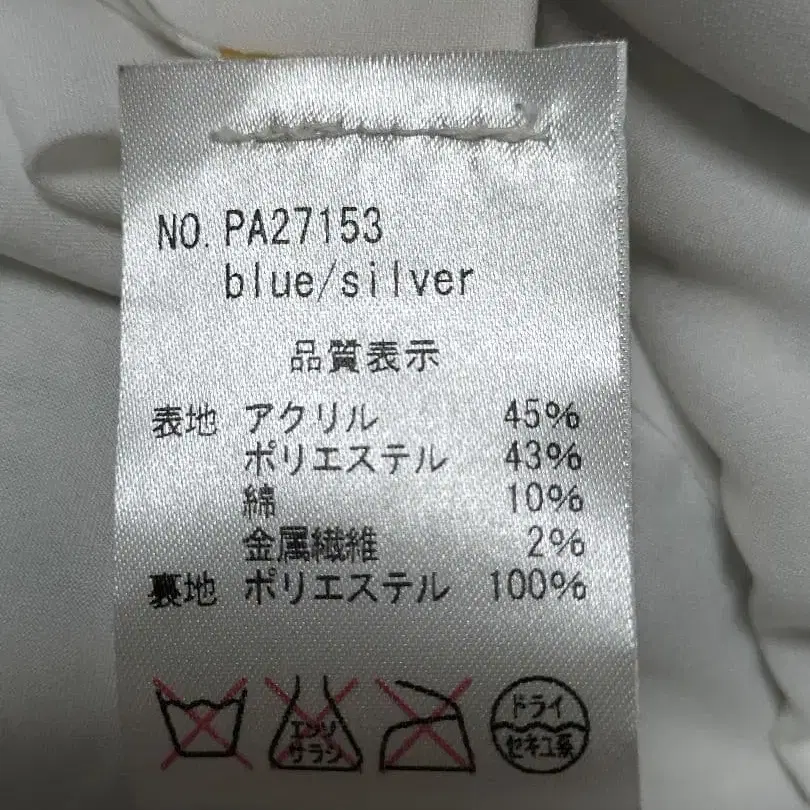 NO. PA27153
blue/silver
品質表示
表地 アクリル 45%
ポリエステル 43%
綿 10%
金属繊維 2%
裏地 ポリエステル 100%
エンソ
サラシ
ドライ
セキユ系